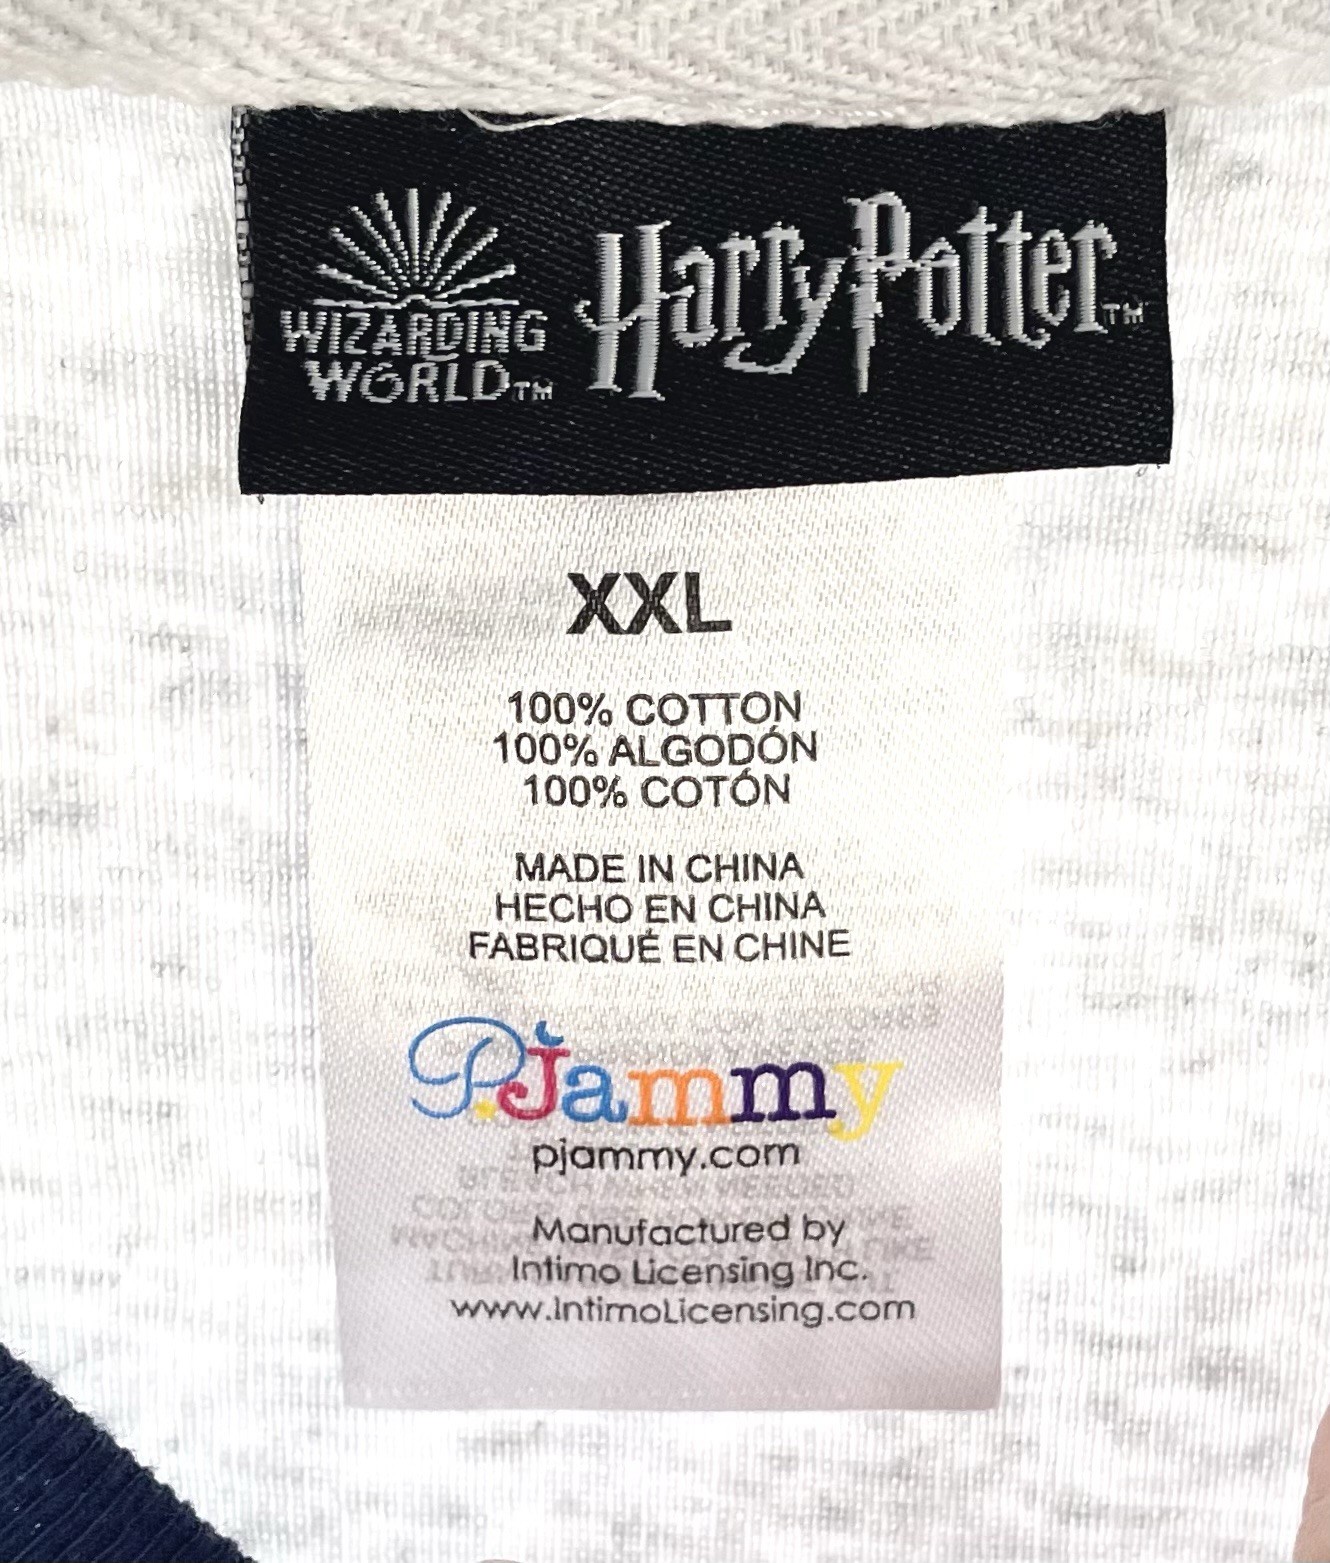 WIZARDING
WORLD™
Harry Potter™
XXL
100% COTTON
100% ALGODÓN
100% COTÓN
MADE IN CHINA
HECHO EN CHINA
FABRIQUÉ EN CHINE
P.Jammy
pjammy.com
Manufactured by
Intimo Licensing Inc.
www.IntimoLicensing.com